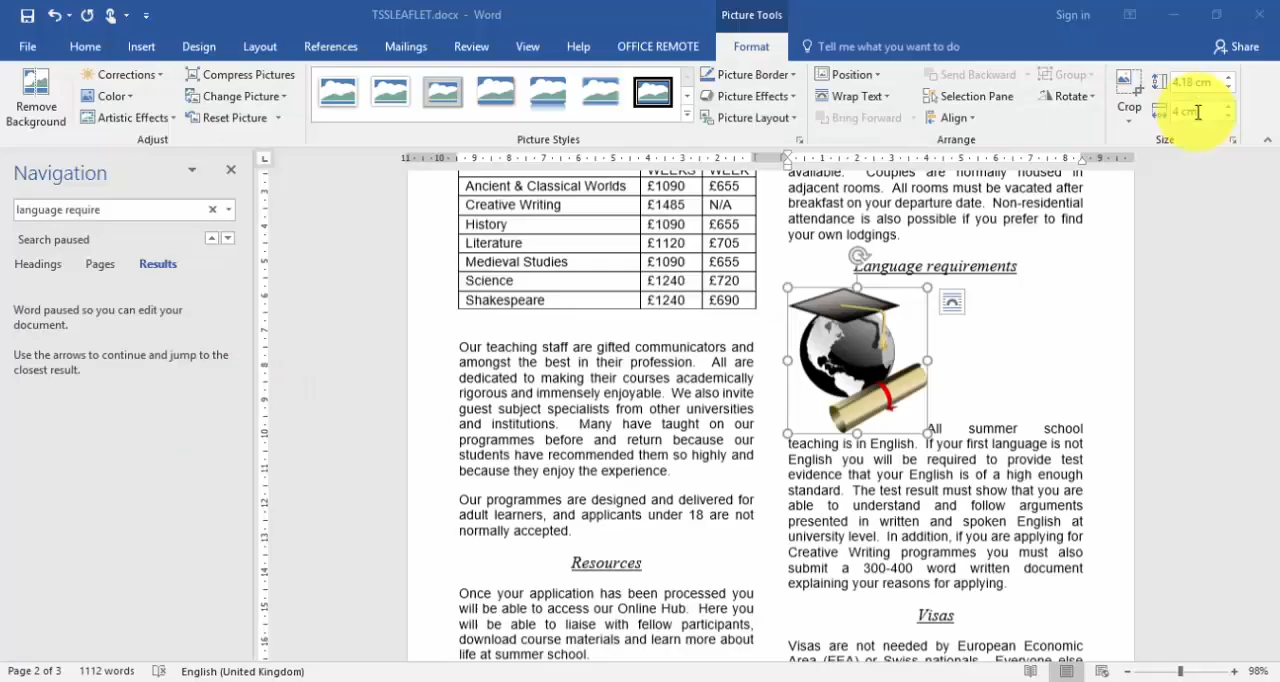 TSSLEAFLET.docx - Word
Picture Tools
Sign in
File
Home
Insert
Design
Layout
References
Mailings
Review
View
Help
OFFICE REMOTE
Format
Tell me what you want to do
Share
Remove
Background
Corrections
Color
Artistic Effects
Compress Pictures
Change Picture
Reset Picture
Adjust
Picture Styles
Picture Border
Picture Effects
Picture Layout
Position
Wrap Text
Bring Forward
Send Backward
Selection Pane
Align
Group
Rotate
Arrange
Crop
4.18 cm
4 cm
Size
Navigation
language require
Search paused
Headings
Pages
Results
Word paused so you can edit your
document.
Use the arrows to continue and jump to the
closest result.
11 10 9 8 7 6 5 4 3 2 1 2 3 4 5 6 7 8 9
WEEKS WEEK
Ancient & Classical Worlds £1090 £655
Creative Writing £1485 N/A
History £1090 £655
Literature £1120 £705
Medieval Studies £1090 £655
Science £1240 £720
Shakespeare £1240 £690
Our teaching staff are gifted communicators and
amongst the best in their profession. All are
dedicated to making their courses academically
rigorous and immensely enjoyable. We also invite
guest subject specialists from other universities
and institutions. Many have taught on our
programmes before and return because our
students have recommended them so highly and
because they enjoy the experience.
Our programmes are designed and delivered for
adult learners, and applicants under 18 are not
normally accepted.
Resources
Once your application has been processed you
will be able to access our Online Hub. Here you
will be able to liaise with fellow participants,
download course materials and learn more about
life at summer school.
available. Couples are normally housed in
adjacent rooms. All rooms must be vacated after
breakfast on your departure date. Non-residential
attendance is also possible if you prefer to find
your own lodgings.
Language requirements
All summer school
teaching is in English. If your first language is not
English you will be required to provide test
evidence that your English is of a high enough
standard. The test result must show that you are
able to understand and follow arguments
presented in written and spoken English at
university level. In addition, if you are applying for
Creative Writing programmes you must also
submit a 300-400 word written document
explaining your reasons for applying.
Visas
Visas are not needed by European Economic
Area (EEA) or Swiss nationals. Everyone else
Page 2 of 3
1112 words
English (United Kingdom)
98%